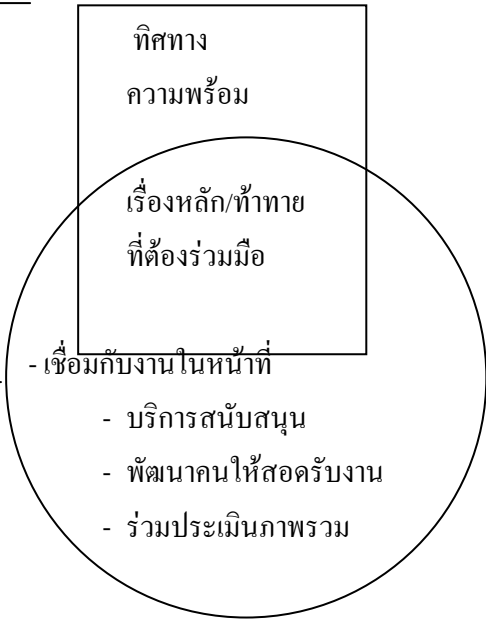 ทิศทาง
ความพร้อม
เรื่องหลัก/ท้าทาย
ที่ต้องร่วมมือ
- เชื่อมกับงานในหน้าที่
- บริการสนับสนุน
- พัฒนาคนให้สอดรับงาน
- ร่วมประเมินภาพรวม